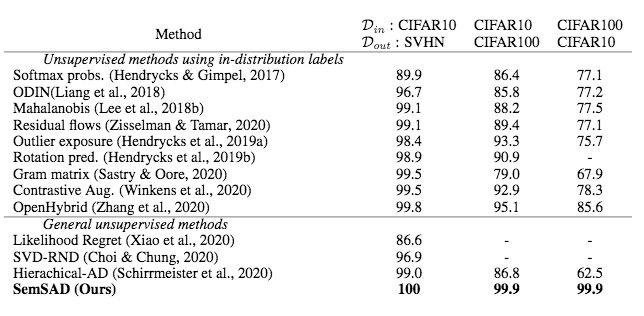 Method D_in : CIFAR10 CIFAR10 CIFAR100
D_out : SVHN CIFAR100 CIFAR10
Unsupervised methods using in-distribution labels
Softmax probs. (Hendrycks & Gimpel, 2017) 89.9 86.4 77.1
ODIN(Liang et al., 2018) 96.7 85.8 77.2
Mahalanobis (Lee et al., 2018b) 99.1 88.2 77.5
Residual flows (Zisselman & Tamar, 2020) 99.1 89.4 77.1
Outlier exposure (Hendrycks et al., 2019a) 98.4 93.3 75.7
Rotation pred. (Hendrycks et al., 2019b) 98.9 90.9 -
Gram matrix (Sastry & Oore, 2020) 99.5 79.0 67.9
Contrastive Aug. (Winkens et al., 2020) 99.5 92.9 78.3
OpenHybrid (Zhang et al., 2020) 99.8 95.1 85.6
General unsupervised methods
Likelihood Regret (Xiao et al., 2020) 86.6 - -
SVD-RND (Choi & Chung, 2020) 96.9 - -
Hierachical-AD (Schirrmeister et al., 2020) 99.0 86.8 62.5
SemSAD (Ours) 100 99.9 99.9